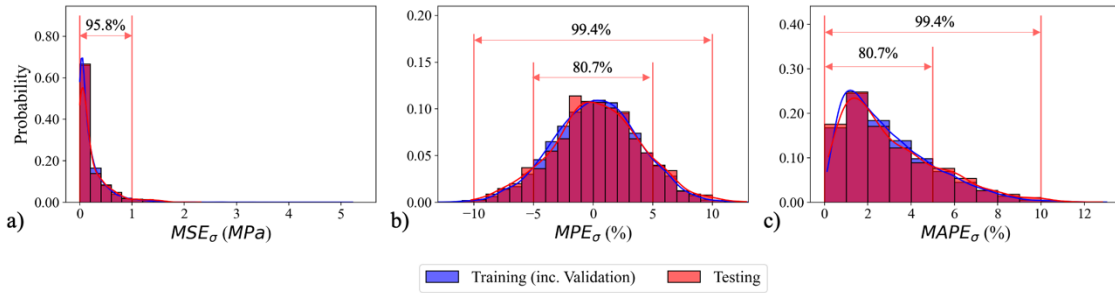 95.8%
0.80
0.60
0.40
0.20
0.00
Probability
0 1 2 3 4 5
a)
MSEσ (MPa)
99.4%
80.7%
0.20
0.15
0.10
0.05
0.00
−10 −5 0 5 10
b)
MPEσ (%)
99.4%
80.7%
0.40
0.30
0.20
0.10
0.00
0 2 4 6 8 10 12
c)
MAPEσ (%)
Training (inc. Validation) Testing